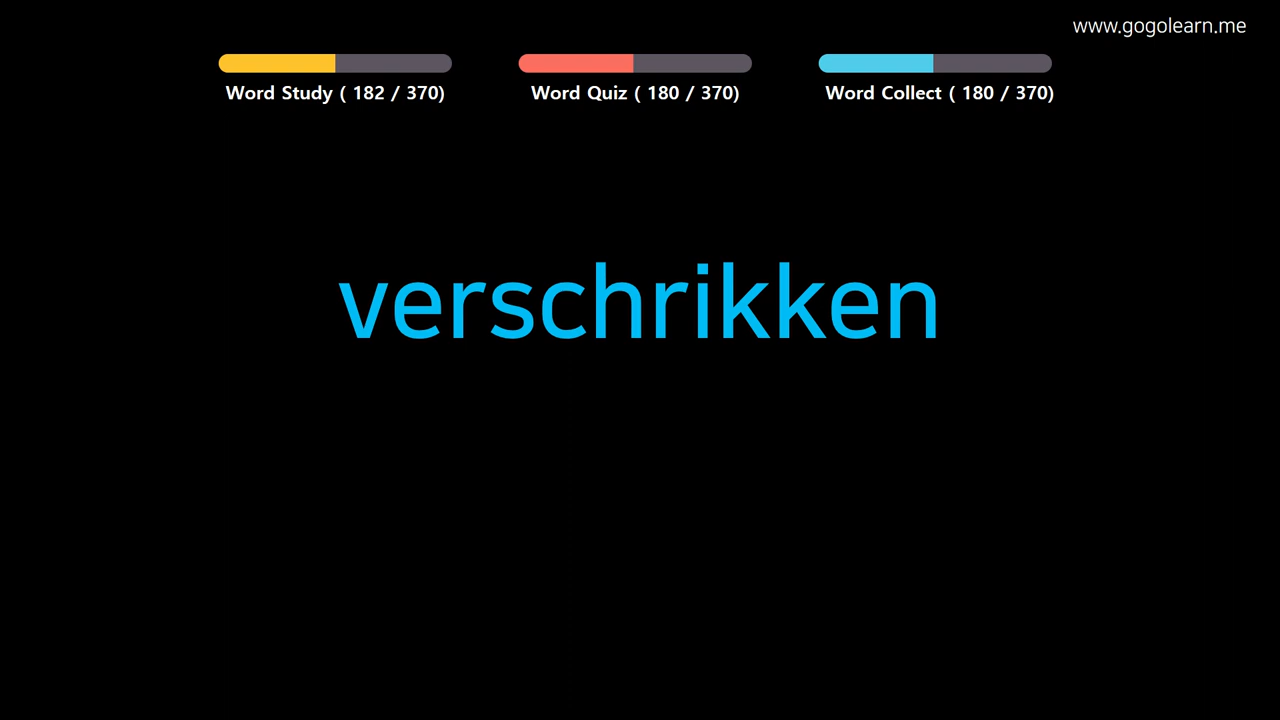 www.gogolearn.me
Word Study ( 182 / 370)
Word Quiz ( 180 / 370)
Word Collect ( 180 / 370)
verschrikken